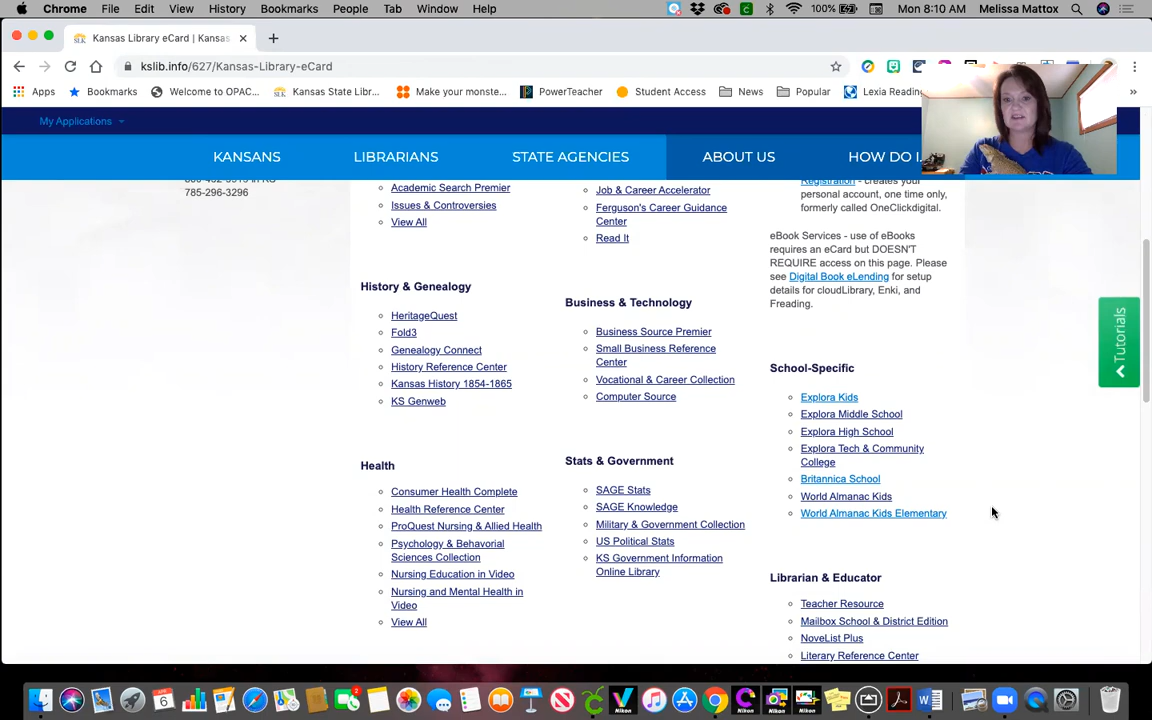 Chrome File Edit View History Bookmarks People Tab Window Help 100% Mon 8:10 AM Melissa Mattox
Kansas Library eCard | Kansas
kslib.info/627/Kansas-Library-eCard
Apps Bookmarks Welcome to OPAC... Kansas State Libr... Make your monste... PowerTeacher Student Access News Popular Lexia Readin
My Applications
KANSANS LIBRARIANS STATE AGENCIES ABOUT US HOW DO I...
785-296-3296
Academic Search Premier
Issues & Controversies
View All
History & Genealogy
HeritageQuest
Fold3
Genealogy Connect
History Reference Center
Kansas History 1854-1865
KS Genweb
Health
Consumer Health Complete
Health Reference Center
ProQuest Nursing & Allied Health
Psychology & Behavorial
Sciences Collection
Nursing Education in Video
Nursing and Mental Health in
Video
View All
Job & Career Accelerator
Ferguson's Career Guidance
Center
Read It
Business & Technology
Business Source Premier
Small Business Reference
Center
Vocational & Career Collection
Computer Source
Stats & Government
SAGE Stats
SAGE Knowledge
Military & Government Collection
US Political Stats
KS Government Information
Online Library
Registration - creates your
personal account, one time only,
formerly called OneClickdigital.
eBook Services - use of eBooks
requires an eCard but DOESN'T
REQUIRE access on this page. Please
see Digital Book eLending for setup
details for cloudLibrary, Enki, and
Freading.
School-Specific
Explora Kids
Explora Middle School
Explora High School
Explora Tech & Community
College
Britannica School
World Almanac Kids
World Almanac Kids Elementary
Librarian & Educator
Teacher Resource
Mailbox School & District Edition
NoveList Plus
Literary Reference Center
Tutorials